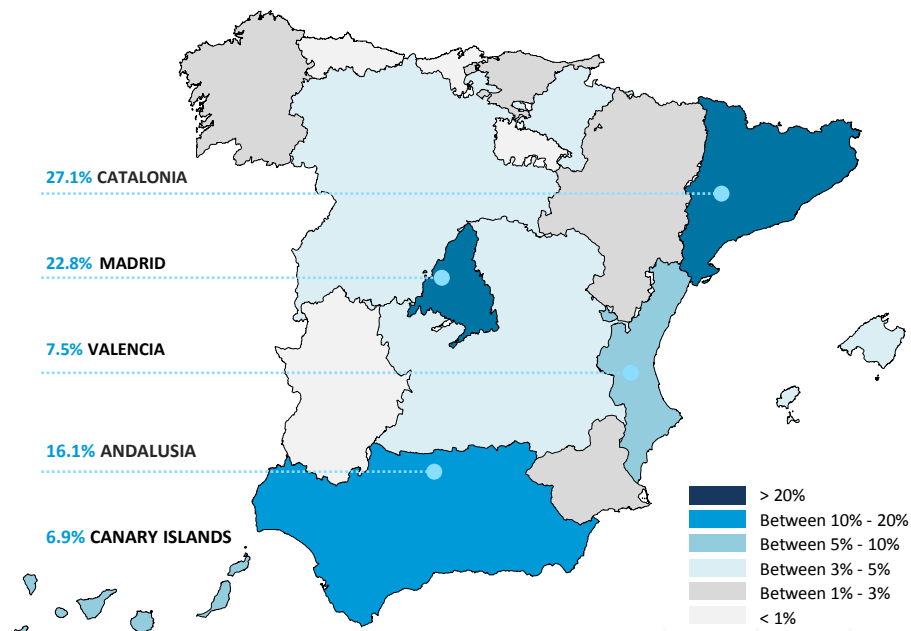 27.1% CATALONIA
22.8% MADRID
7.5% VALENCIA
16.1% ANDALUSIA
6.9% CANARY ISLANDS
> 20%
Between 10% - 20%
Between 5% - 10%
Between 3% - 5%
Between 1% - 3%
< 1%